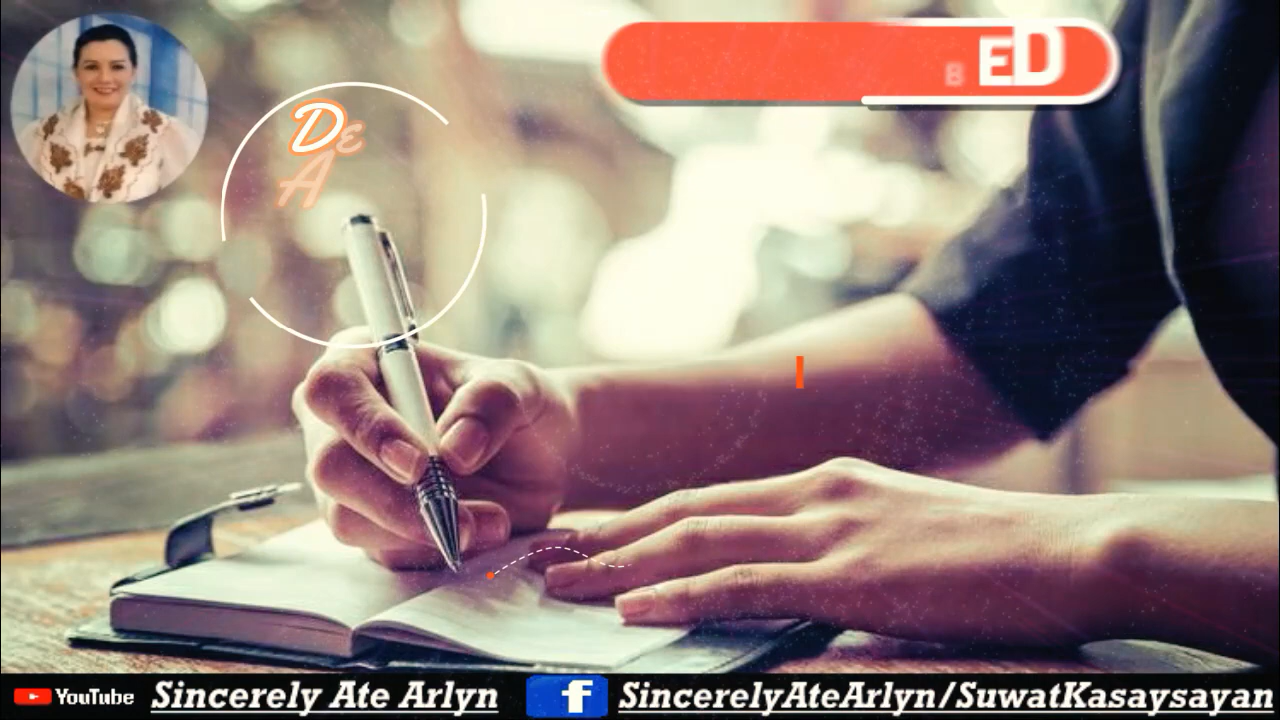 ED
De
A
YouTube Sincerely Ate Arlyn
f SincerelyAteArlyn/SuwatKasaysayan